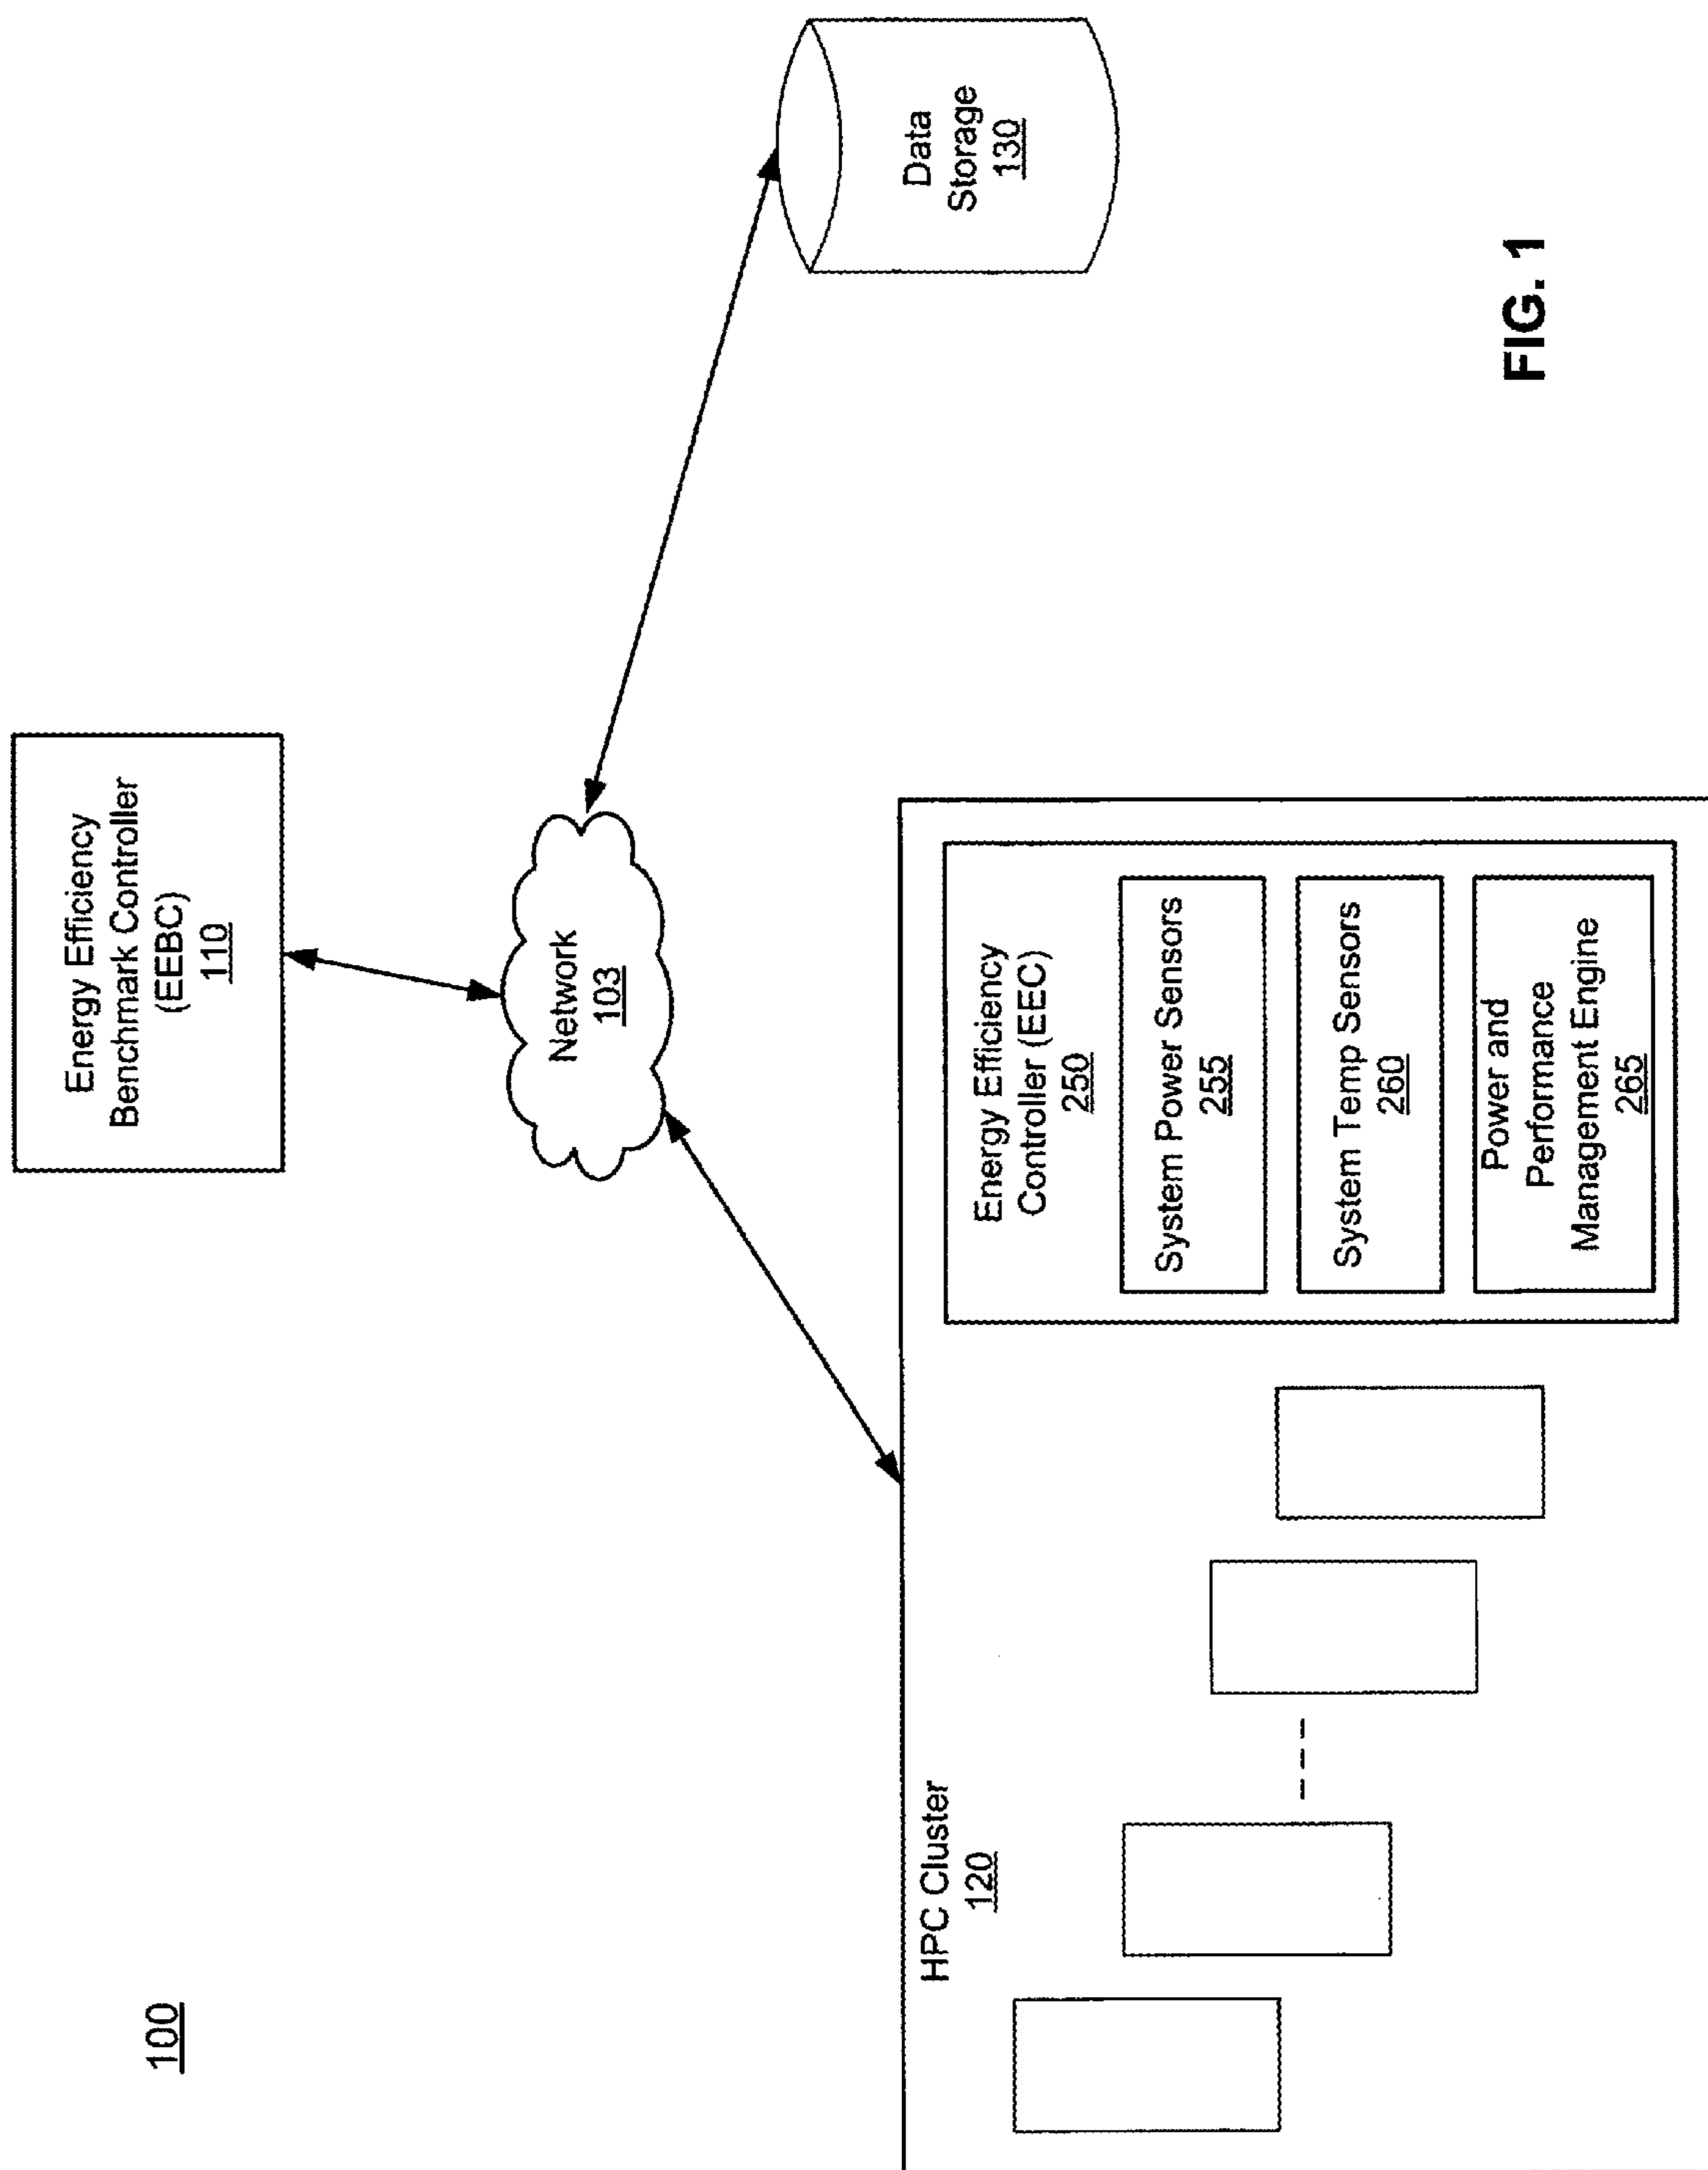 100
Energy Efficiency
Benchmark Controller
(EEBC)
110
Network
103
Data
Storage
130
HPC Cluster
120
Energy Efficiency
Controller (EEC)
250
System Power Sensors
255
System Temp Sensors
260
Power and
Performance
Management Engine
265
FIG. 1